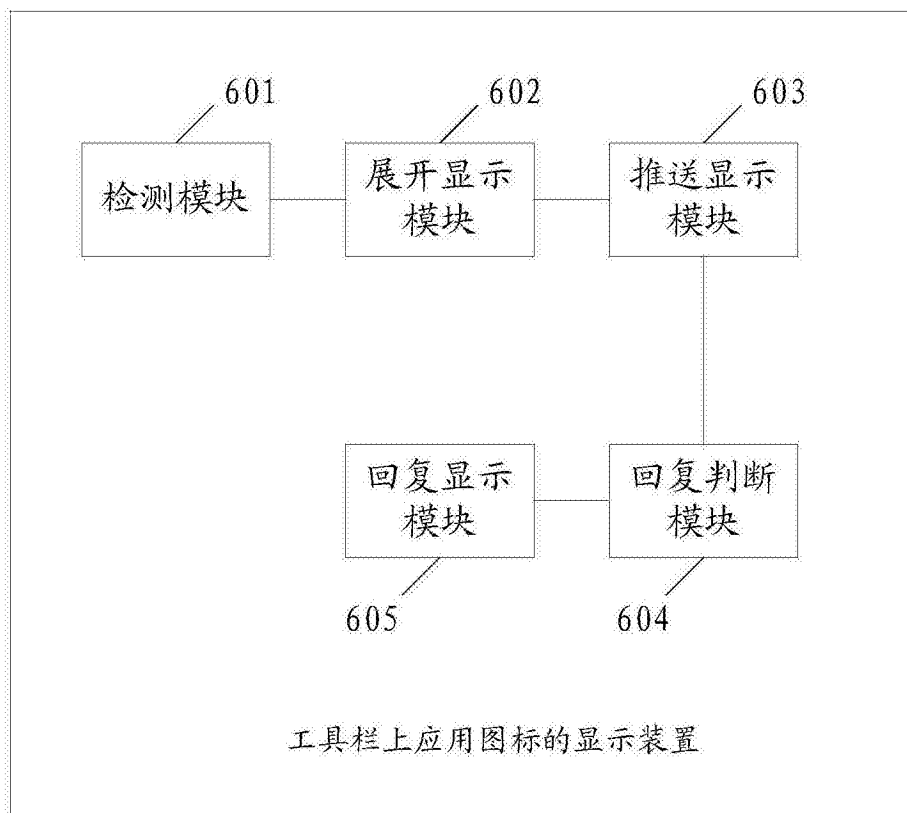 601
602
603
检测模块
展开显示
模块
推送显示
模块
回复显示
模块
回复判断
模块
605
604
工具栏上应用图标的显示装置